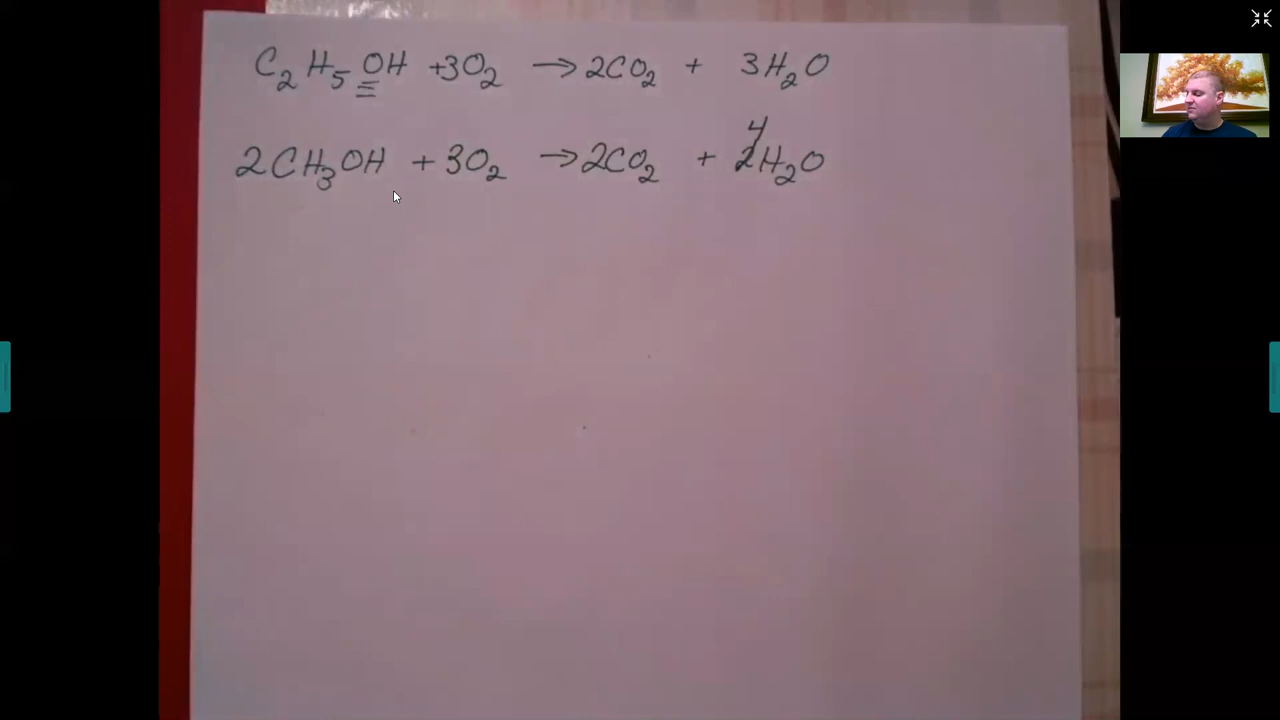 C₂H₅OH +3O₂ → 2CO₂ + 3H₂O
4
2CH₃OH + 3O₂ → 2CO₂ + 2H₂O